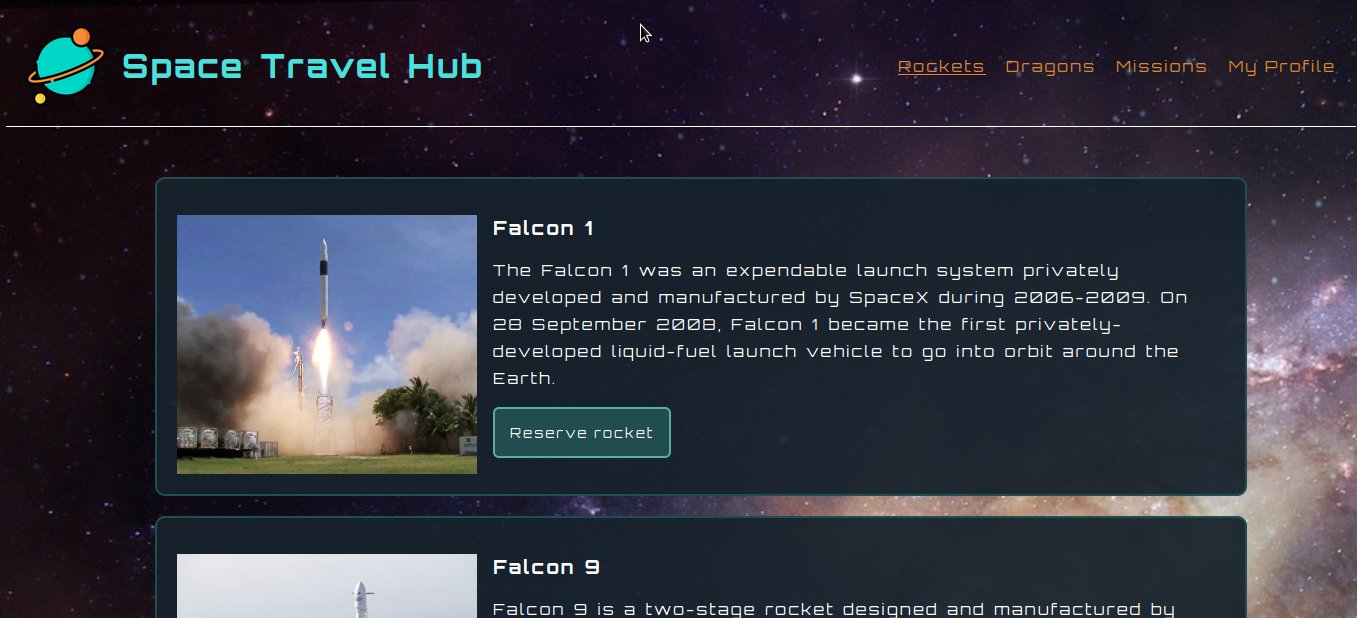 Space Travel Hub
Rockets Dragons Missions My Profile
Falcon 1
The Falcon 1 was an expendable launch system privately
developed and manufactured by SpaceX during 2006-2009. On
28 September 2008, Falcon 1 became the first privately-
developed liquid-fuel launch vehicle to go into orbit around the
Earth.
Reserve rocket
Falcon 9
Falcon 9 is a two-stage rocket designed and manufactured by